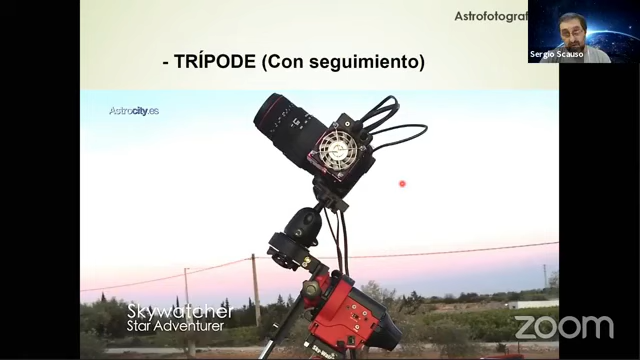 Astrofotograf
Sergio Scauso
- TRÍPODE (Con seguimiento)
Astrocity.es
Skywatcher
Star Adventurer
zoom